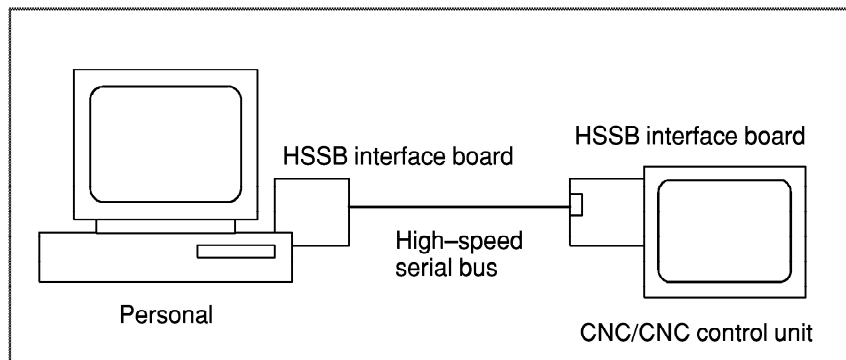 HSSB interface board
HSSB interface board
High–speed
serial bus
Personal
CNC/CNC control unit